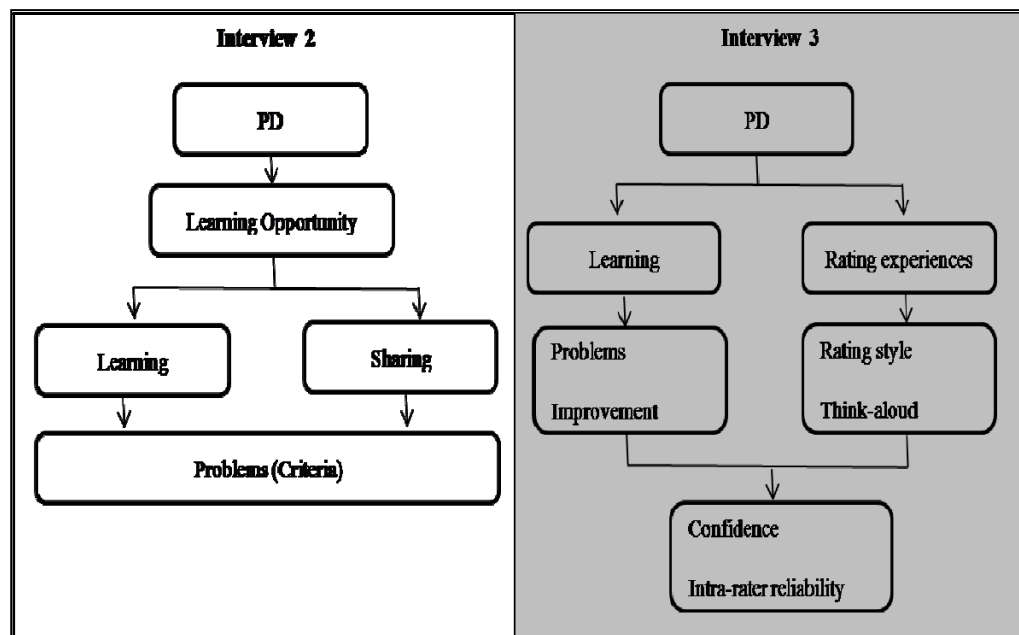 Interview 2
PD
Learning Opportunity
Learning
Sharing
Problems (Criteria)
Interview 3
PD
Learning
Rating experiences
Problems
Improvement
Rating style
Think-aloud
Confidence
Intra-rater reliability